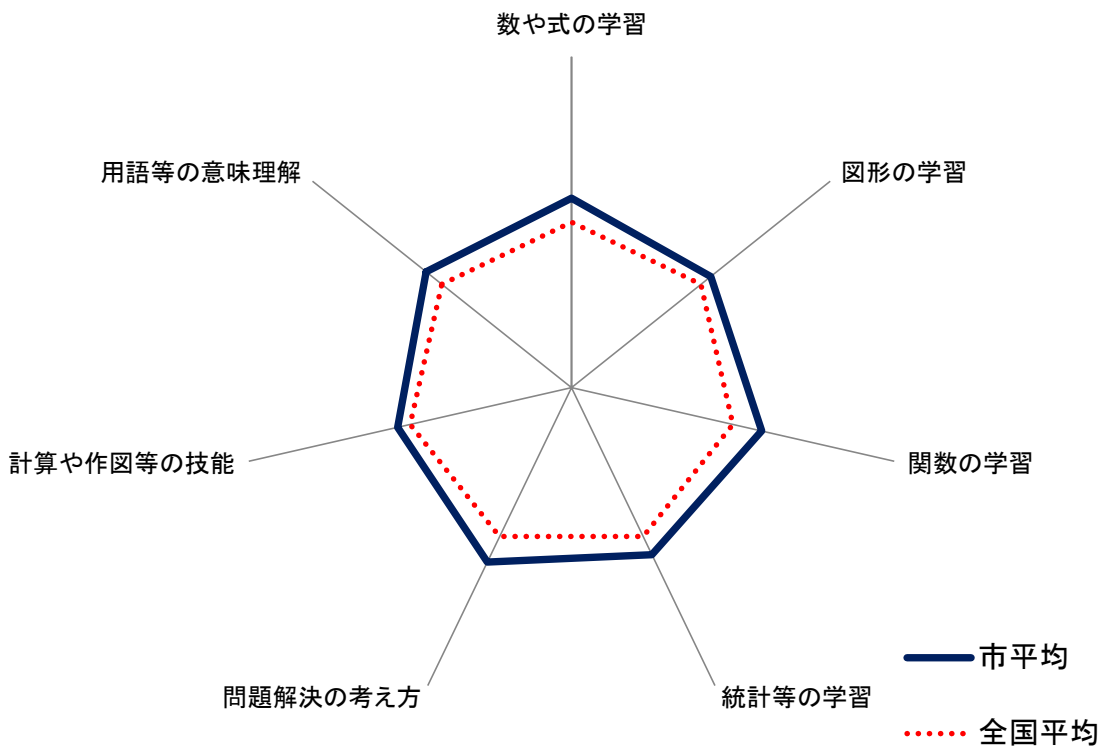 数や式の学習
用語等の意味理解
図形の学習
計算や作図等の技能
関数の学習
問題解決の考え方
統計等の学習
市平均
全国平均